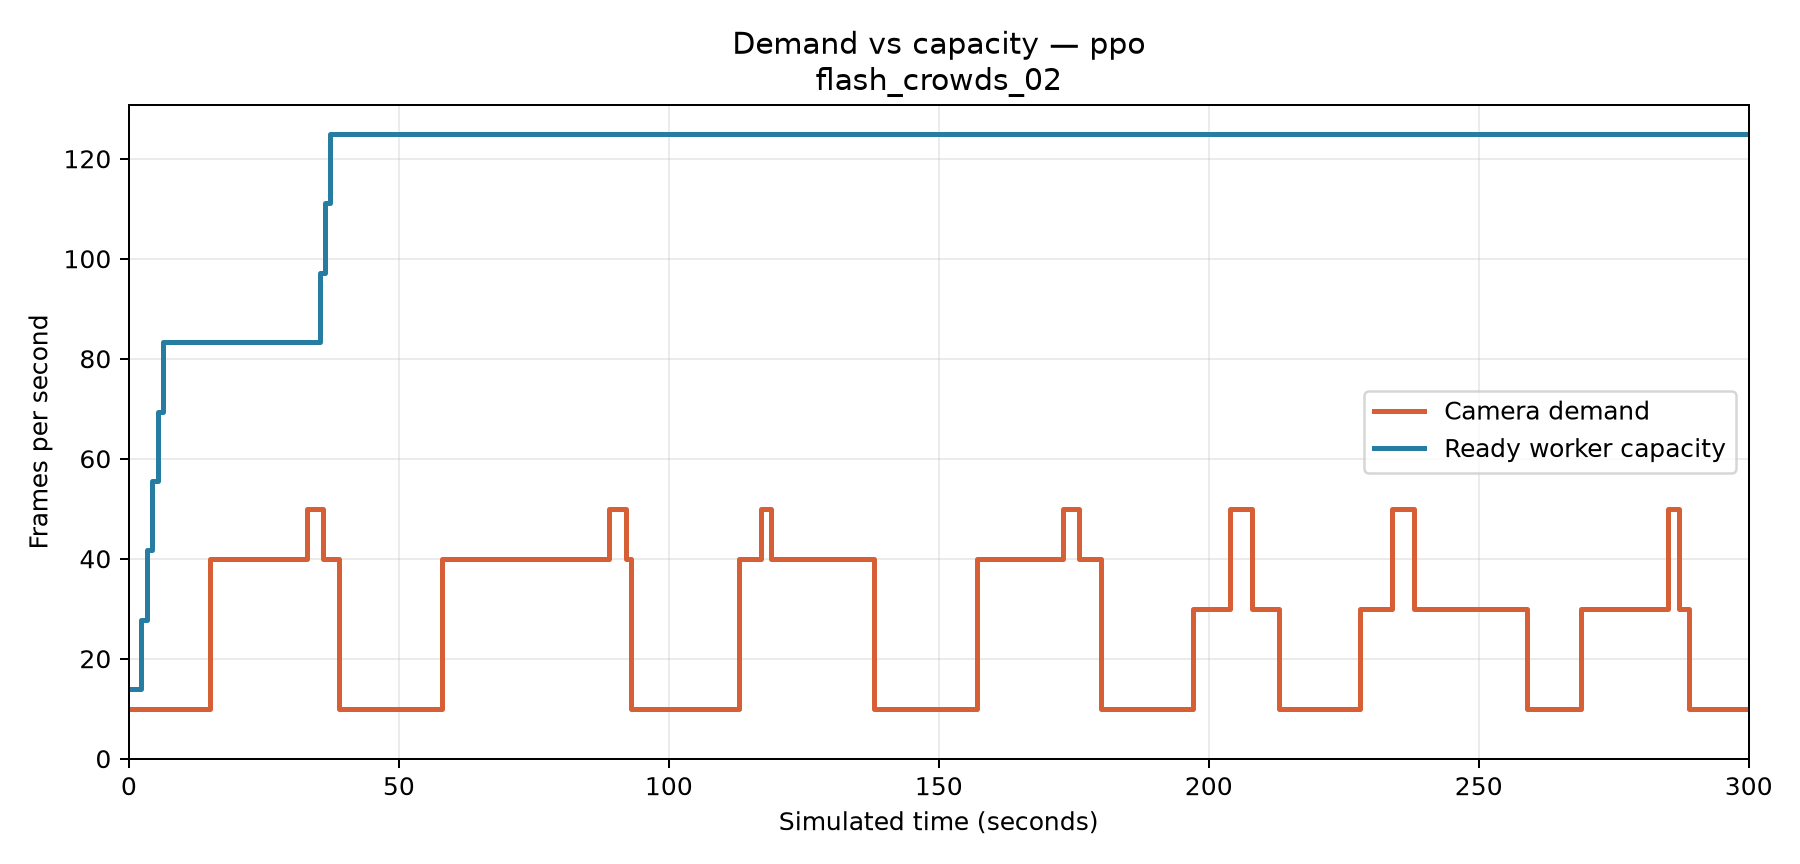 Demand vs capacity — ppo
flash_crowds_02
Frames per second
120
100
80
60
40
20
0
Camera demand
Ready worker capacity
0 50 100 150 200 250 300
Simulated time (seconds)